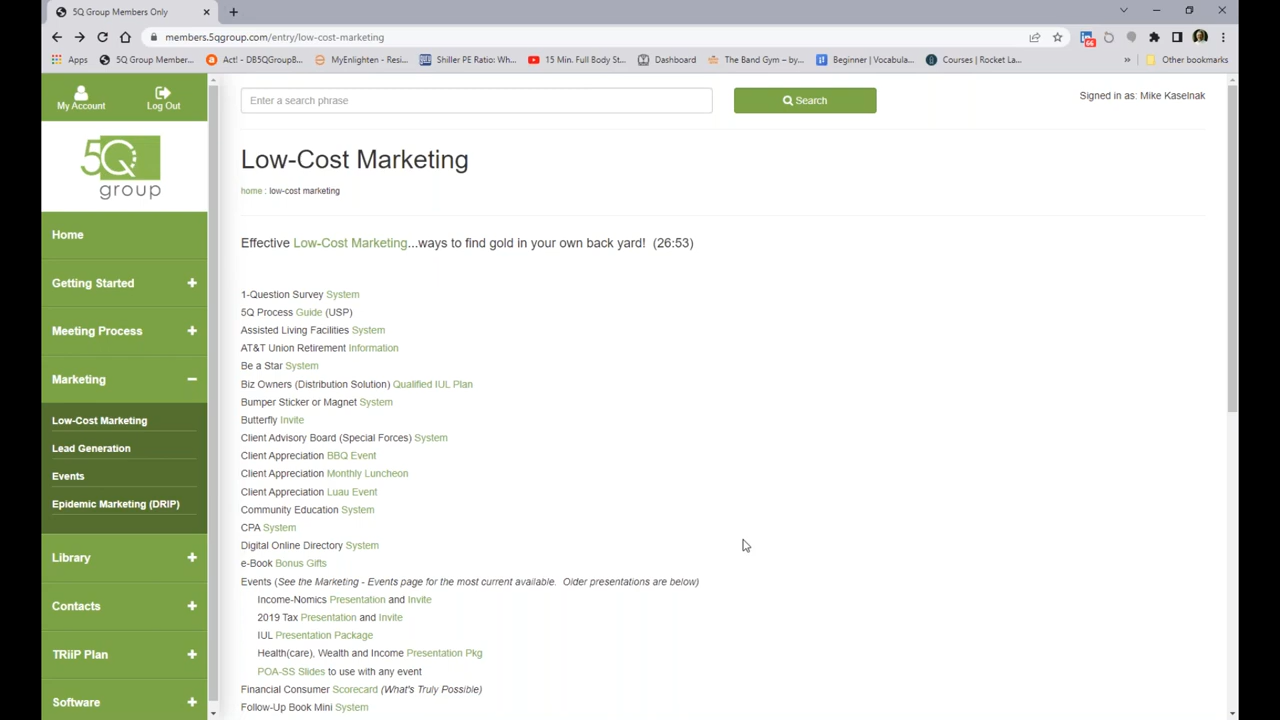 5Q Group Members Only
members.5qgroup.com/entry/low-cost-marketing
66
Apps 5Q Group Member... Act! - DB5QGroupB... MyEnlighten - Resi... Shiller PE Ratio: Wh... 15 Min. Full Body St... Dashboard The Band Gym – by... Beginner | Vocabula... Courses | Rocket La... » Other bookmarks
My Account Log Out
Enter a search phrase
Search
Signed in as: Mike Kaselnak
5Q group
Home
Getting Started
Meeting Process
Marketing
Low-Cost Marketing
Lead Generation
Events
Epidemic Marketing (DRIP)
Library
Contacts
TRiiP Plan
Software
Low-Cost Marketing
home : low-cost marketing
Effective Low-Cost Marketing...ways to find gold in your own back yard! (26:53)
1-Question Survey System
5Q Process Guide (USP)
Assisted Living Facilities System
AT&T Union Retirement Information
Be a Star System
Biz Owners (Distribution Solution) Qualified IUL Plan
Bumper Sticker or Magnet System
Butterfly Invite
Client Advisory Board (Special Forces) System
Client Appreciation BBQ Event
Client Appreciation Monthly Luncheon
Client Appreciation Luau Event
Community Education System
CPA System
Digital Online Directory System
e-Book Bonus Gifts
Events (See the Marketing - Events page for the most current available. Older presentations are below)
Income-Nomics Presentation and Invite
2019 Tax Presentation and Invite
IUL Presentation Package
Health(care), Wealth and Income Presentation Pkg
POA-SS Slides to use with any event
Financial Consumer Scorecard (What's Truly Possible)
Follow-Up Book Mini System